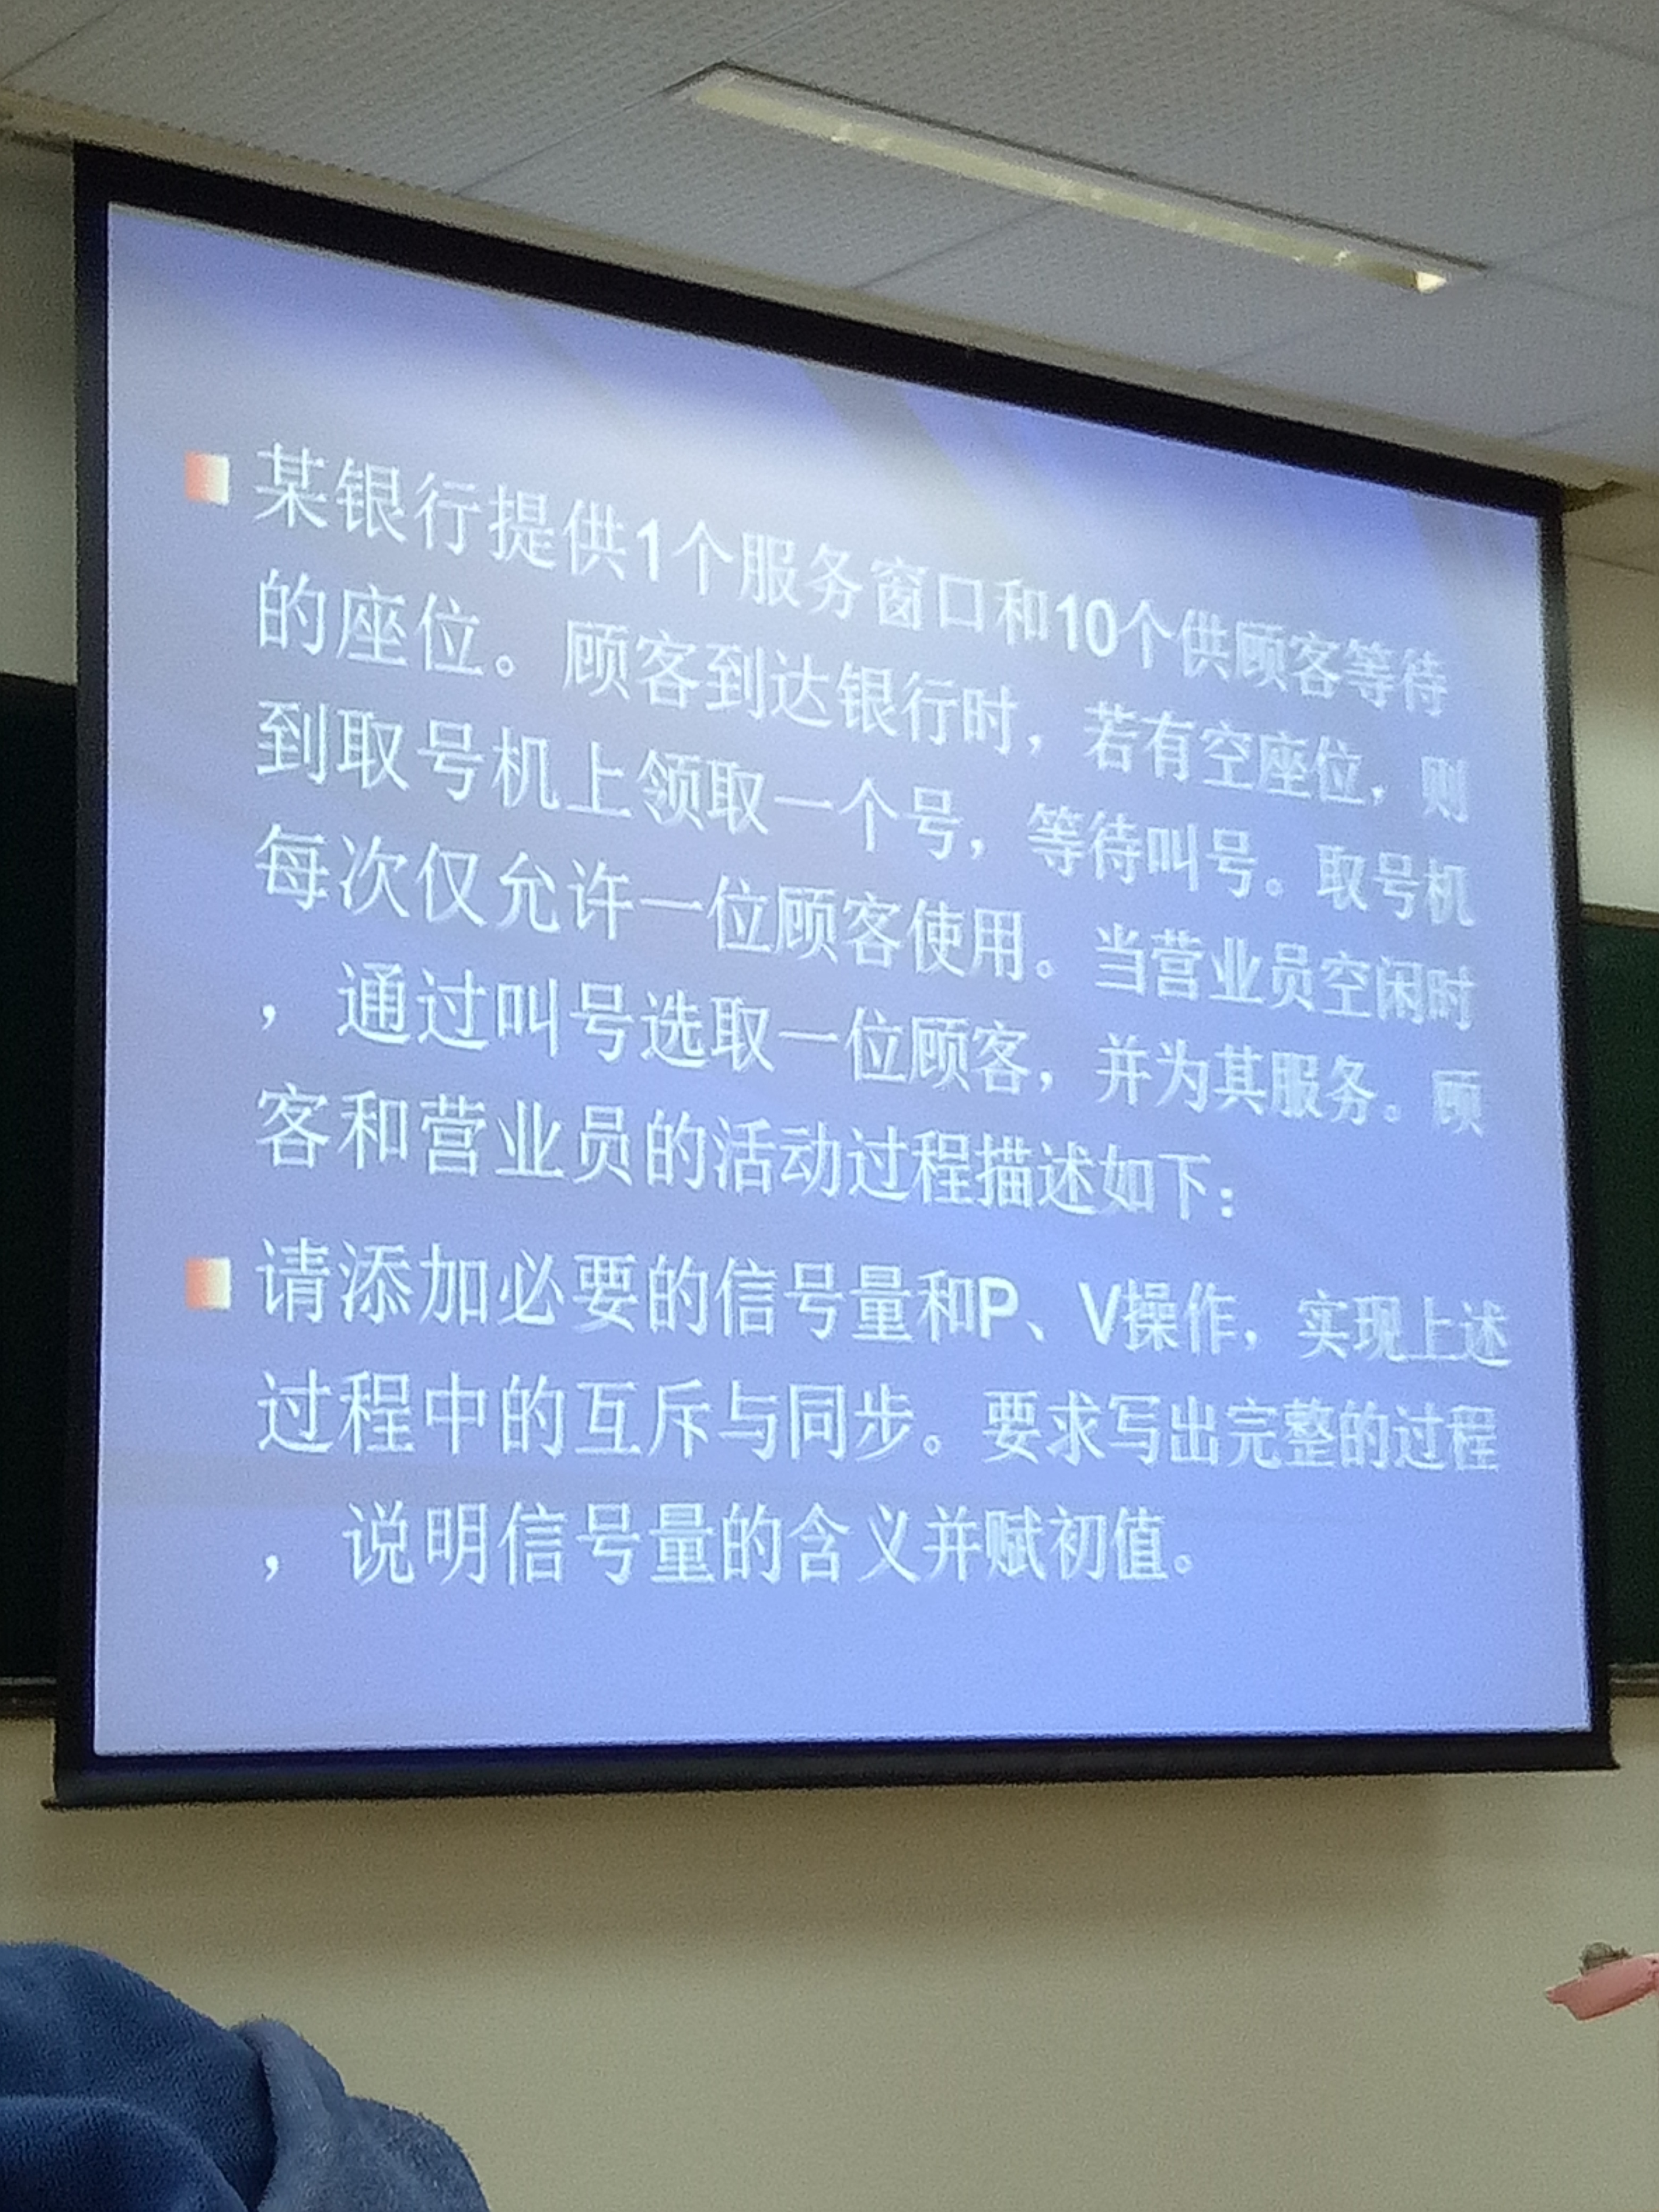 某银行提供1个服务窗口和10个供顾客等待
的座位。顾客到达银行时，若有空座位，则
到取号机上领取一个号，等待叫号。取号机
每次仅允许一位顾客使用。当营业员空闲时
，通过叫号选取一位顾客，并为其服务。顾
客和营业员的活动过程描述如下：
请添加必要的信号量和P、V操作，实现上述
过程中的互斥与同步。要求写出完整的过程
，说明信号量的含义并赋初值。